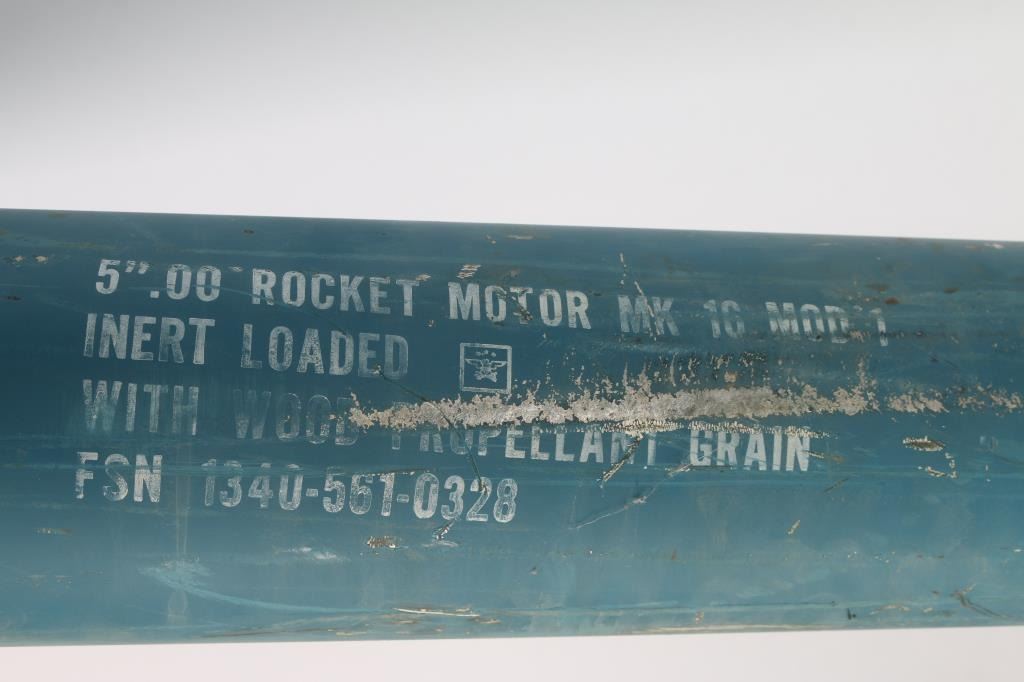 5".00 ROCKET MOTOR MK 16 MOD 1
INERT LOADED
WITH WOOD PROPELLANT GRAIN
FSN 1340-561-0328